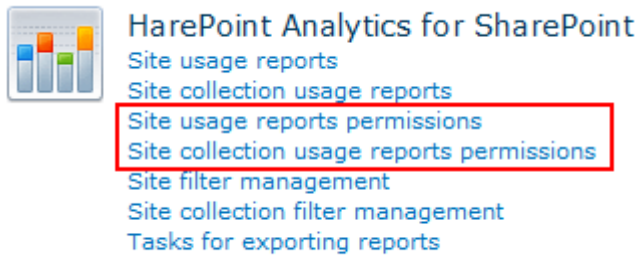 HarePoint Analytics for SharePoint
Site usage reports
Site collection usage reports
Site usage reports permissions
Site collection usage reports permissions
Site filter management
Site collection filter management
Tasks for exporting reports